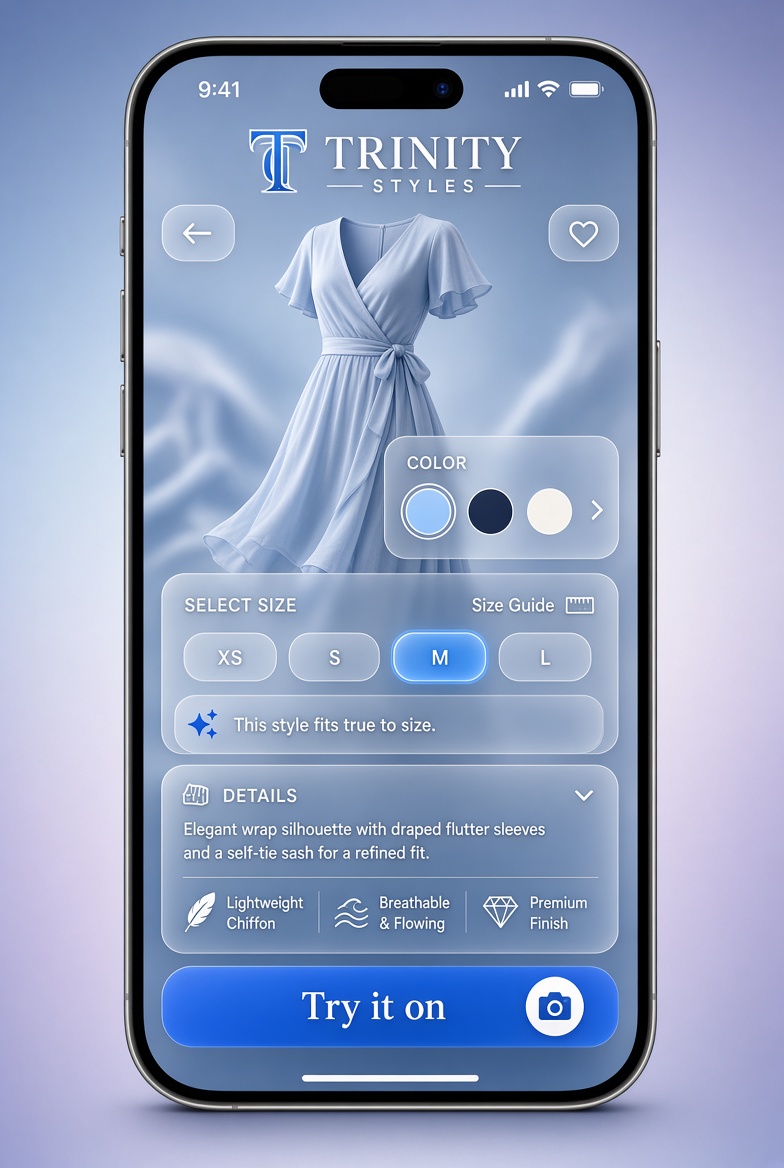 9:41
TRINITY
STYLES
COLOR
SELECT SIZE
Size Guide
XS
S
M
L
This style fits true to size.
DETAILS
Elegant wrap silhouette with draped flutter sleeves
and a self-tie sash for a refined fit.
Lightweight
Chiffon
Breathable
& Flowing
Premium
Finish
Try it on